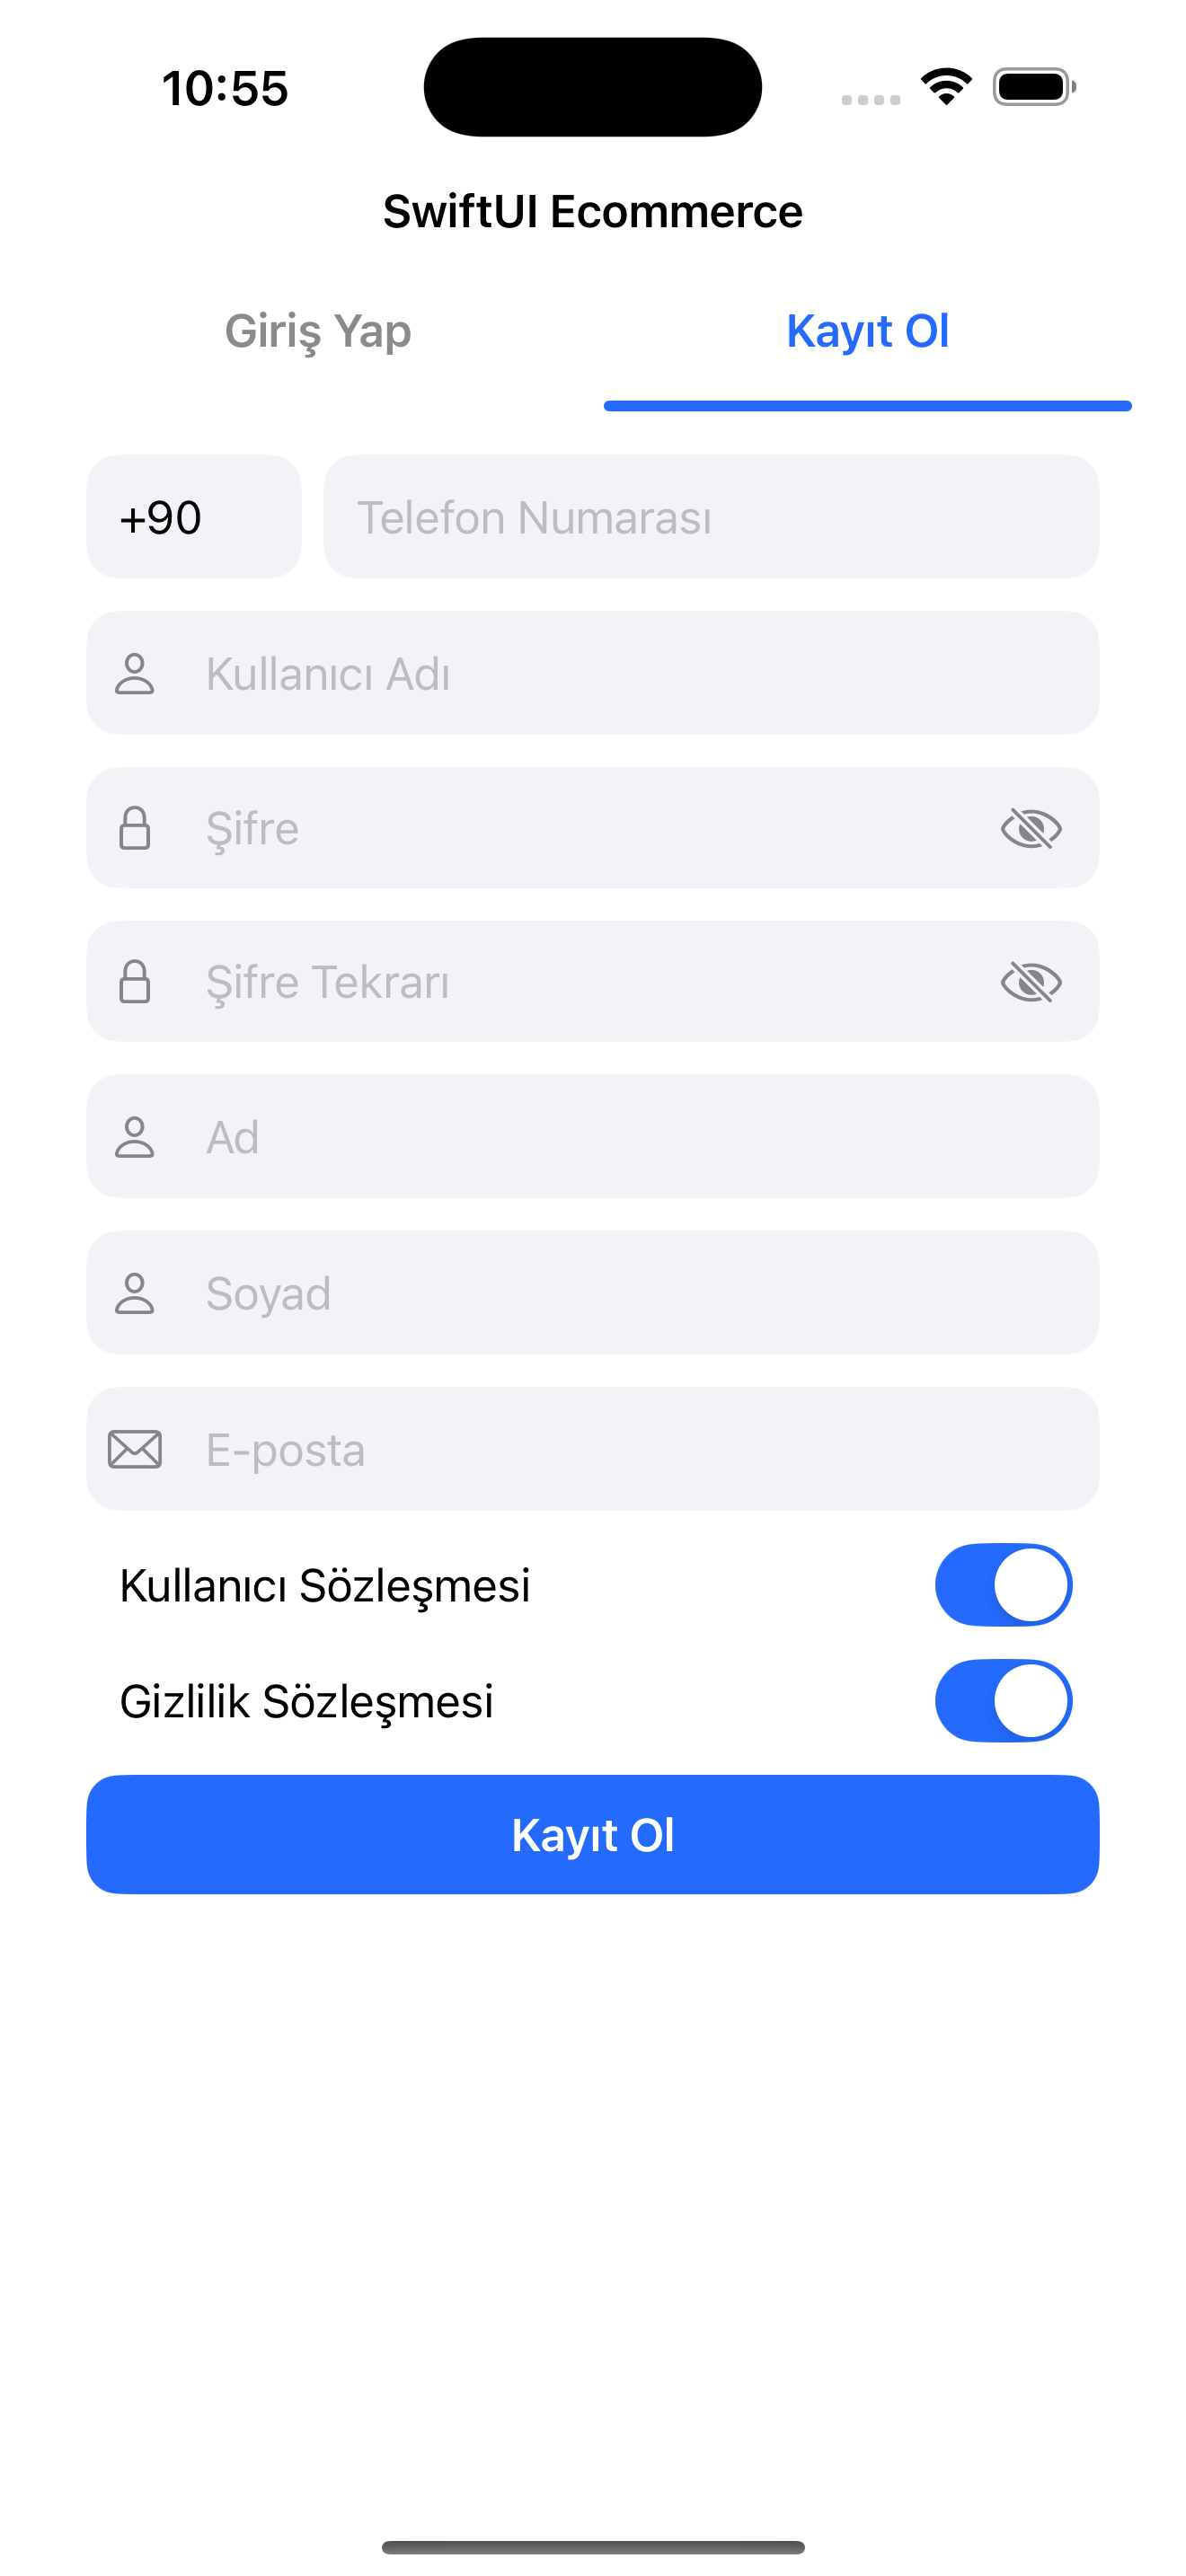 10:55
SwiftUI Ecommerce
Giriş Yap
Kayıt Ol
+90
Telefon Numarası
Kullanıcı Adı
Şifre
Şifre Tekrarı
Ad
Soyad
E-posta
Kullanıcı Sözleşmesi
Gizlilik Sözleşmesi
Kayıt Ol